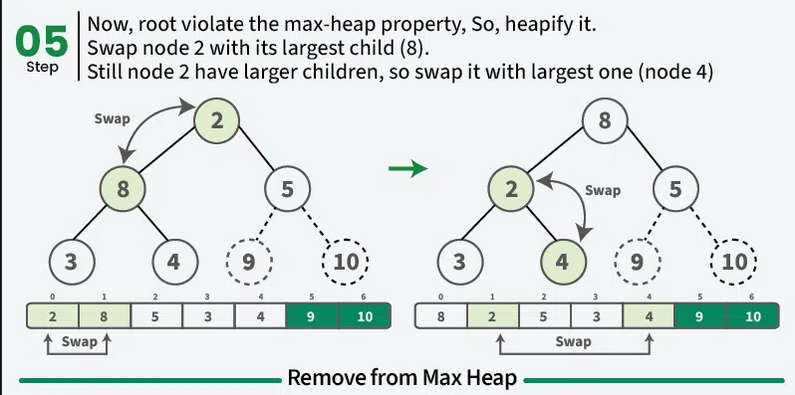 05
Step
Now, root violate the max-heap property, So, heapify it.
Swap node 2 with its largest child (8).
Still node 2 have larger children, so swap it with largest one (node 4)
Swap
2
8
5
3
4
9
10
0 1 2 3 4 5 6
2 8 5 3 4 9 10
Swap
8
2
Swap
5
3
4
9
10
0 1 2 3 4 5 6
8 2 5 3 4 9 10
Swap
Remove from Max Heap